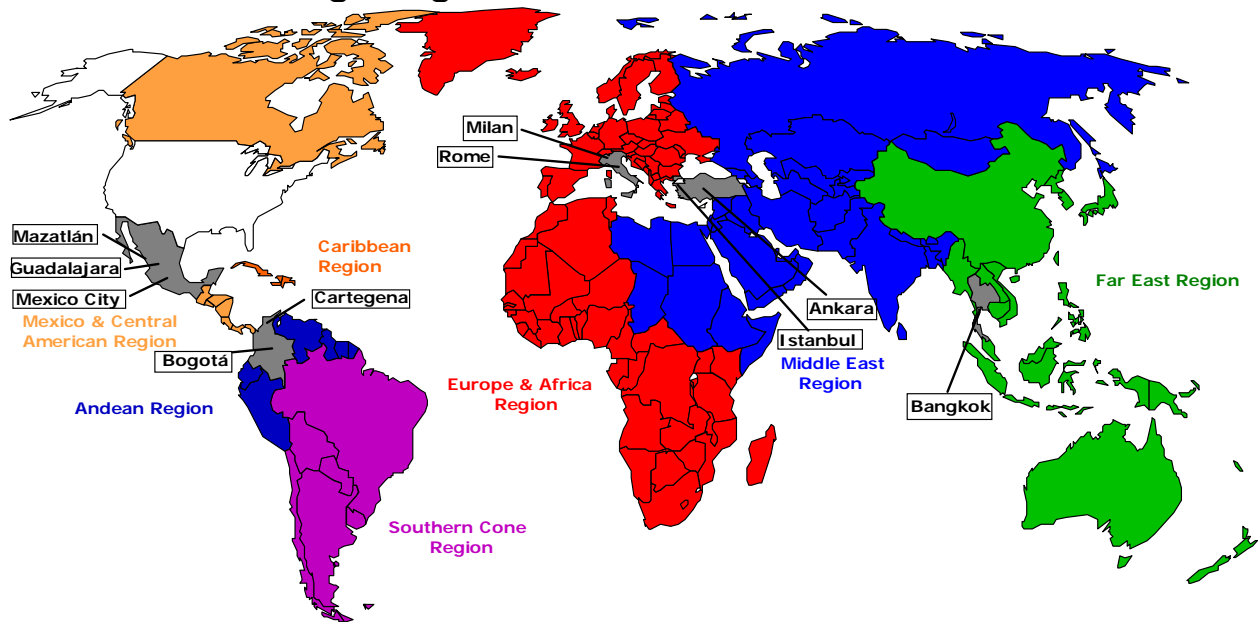 Milan
Rome
Mazatlán
Guadalajara
Mexico City
Caribbean
Region
Cartegena
Mexico & Central
American Region
Bogotá
Andean Region
Southern Cone
Region
Europe & Africa
Region
Ankara
Istanbul
Middle East
Region
Far East Region
Bangkok